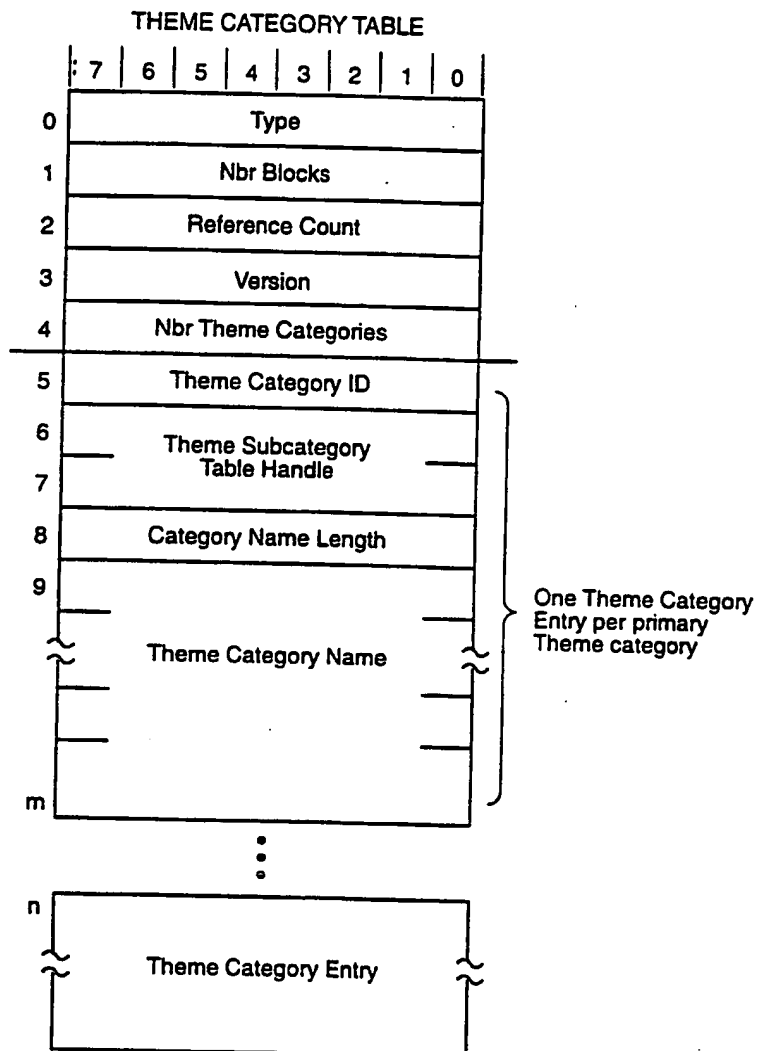 THEME CATEGORY TABLE
7 6 5 4 3 2 1 0
0 Type
1 Nbr Blocks
2 Reference Count
3 Version
4 Nbr Theme Categories
5 Theme Category ID
6 Theme Subcategory
7 Table Handle
8 Category Name Length
9
Theme Category Name
One Theme Category
Entry per primary
Theme category
m
n
Theme Category Entry